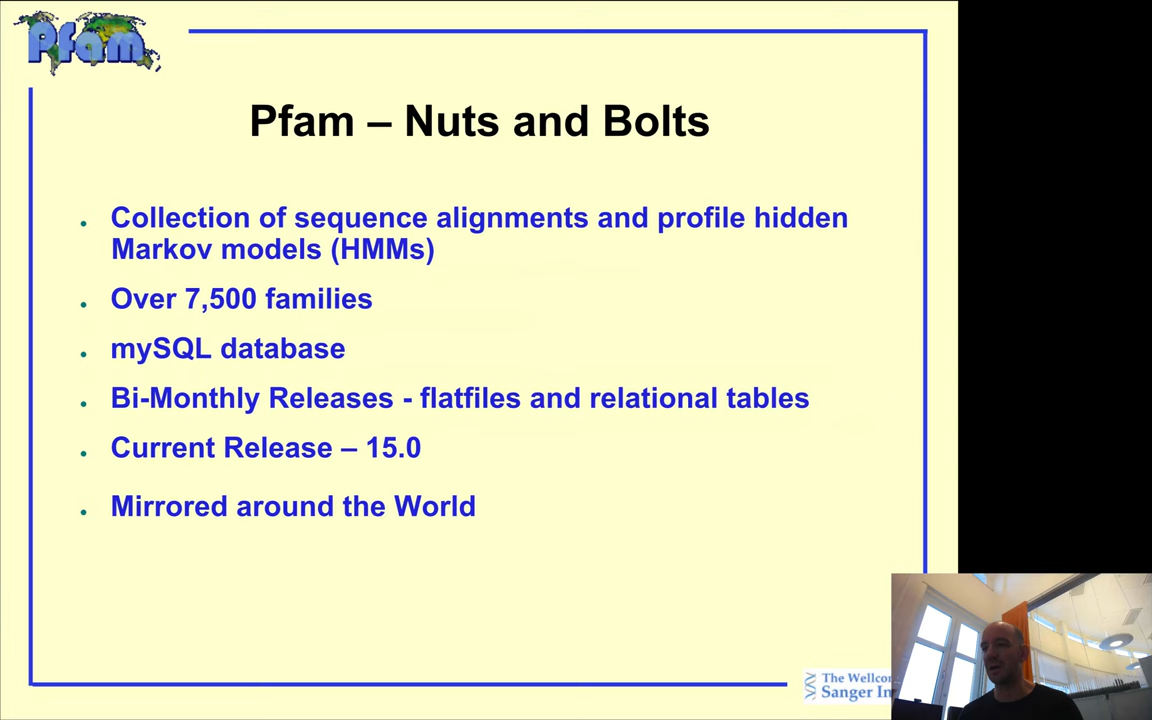 Pfam
Pfam – Nuts and Bolts
Collection of sequence alignments and profile hidden
Markov models (HMMs)
Over 7,500 families
mySQL database
Bi-Monthly Releases - flatfiles and relational tables
Current Release – 15.0
Mirrored around the World
The
Sanger